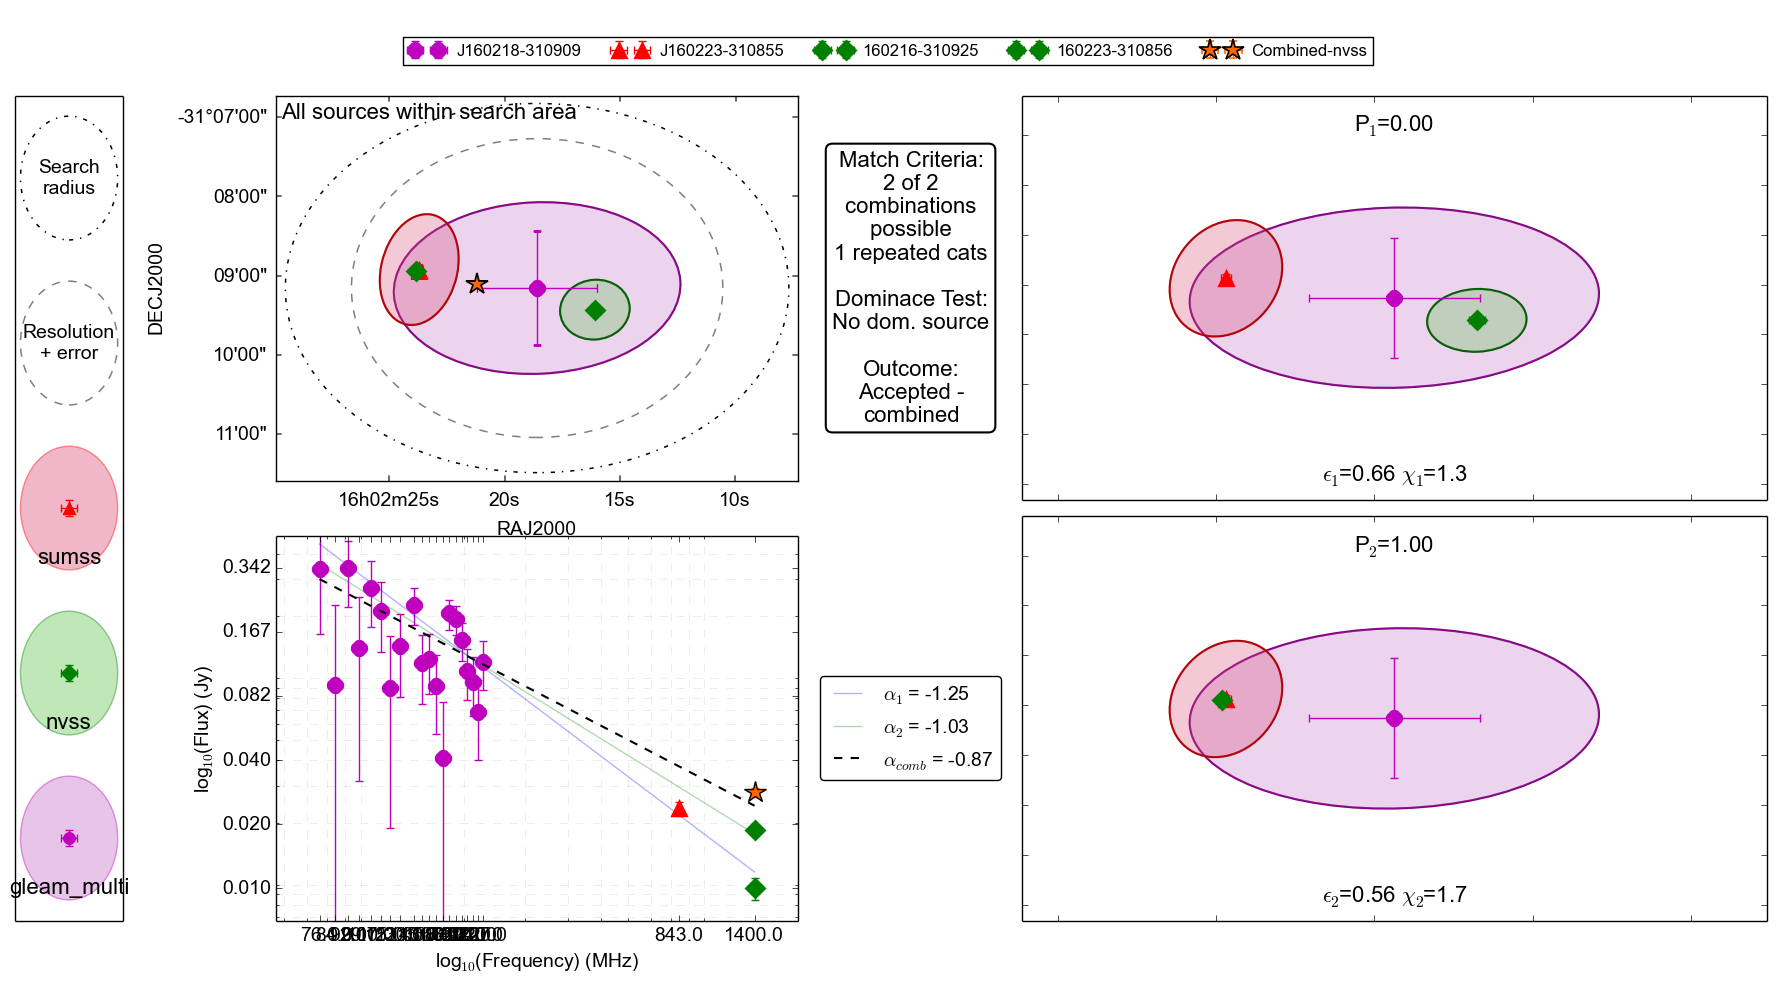 J160218-310909 J160223-310855 160216-310925 160223-310856 Combined-nvss
Search
radius
Resolution
+ error
sumss
nvss
gleam_multi
All sources within search area
-31°07'00"
08'00"
09'00"
10'00"
11'00"
DECJ2000
16h02m25s 20s 15s 10s
RAJ2000
Match Criteria:
2 of 2
combinations
possible
1 repeated cats
Dominace Test:
No dom. source
Outcome:
Accepted -
combined
P₁=0.00
ϵ₁=0.66 χ₁=1.3
P₂=1.00
ϵ₂=0.56 χ₂=1.7
0.342
0.167
0.082
0.040
0.020
0.010
log₁₀(Flux) (Jy)
843.0 1400.0
log₁₀(Frequency) (MHz)
α₁ = -1.25
α₂ = -1.03
α_comb = -0.87